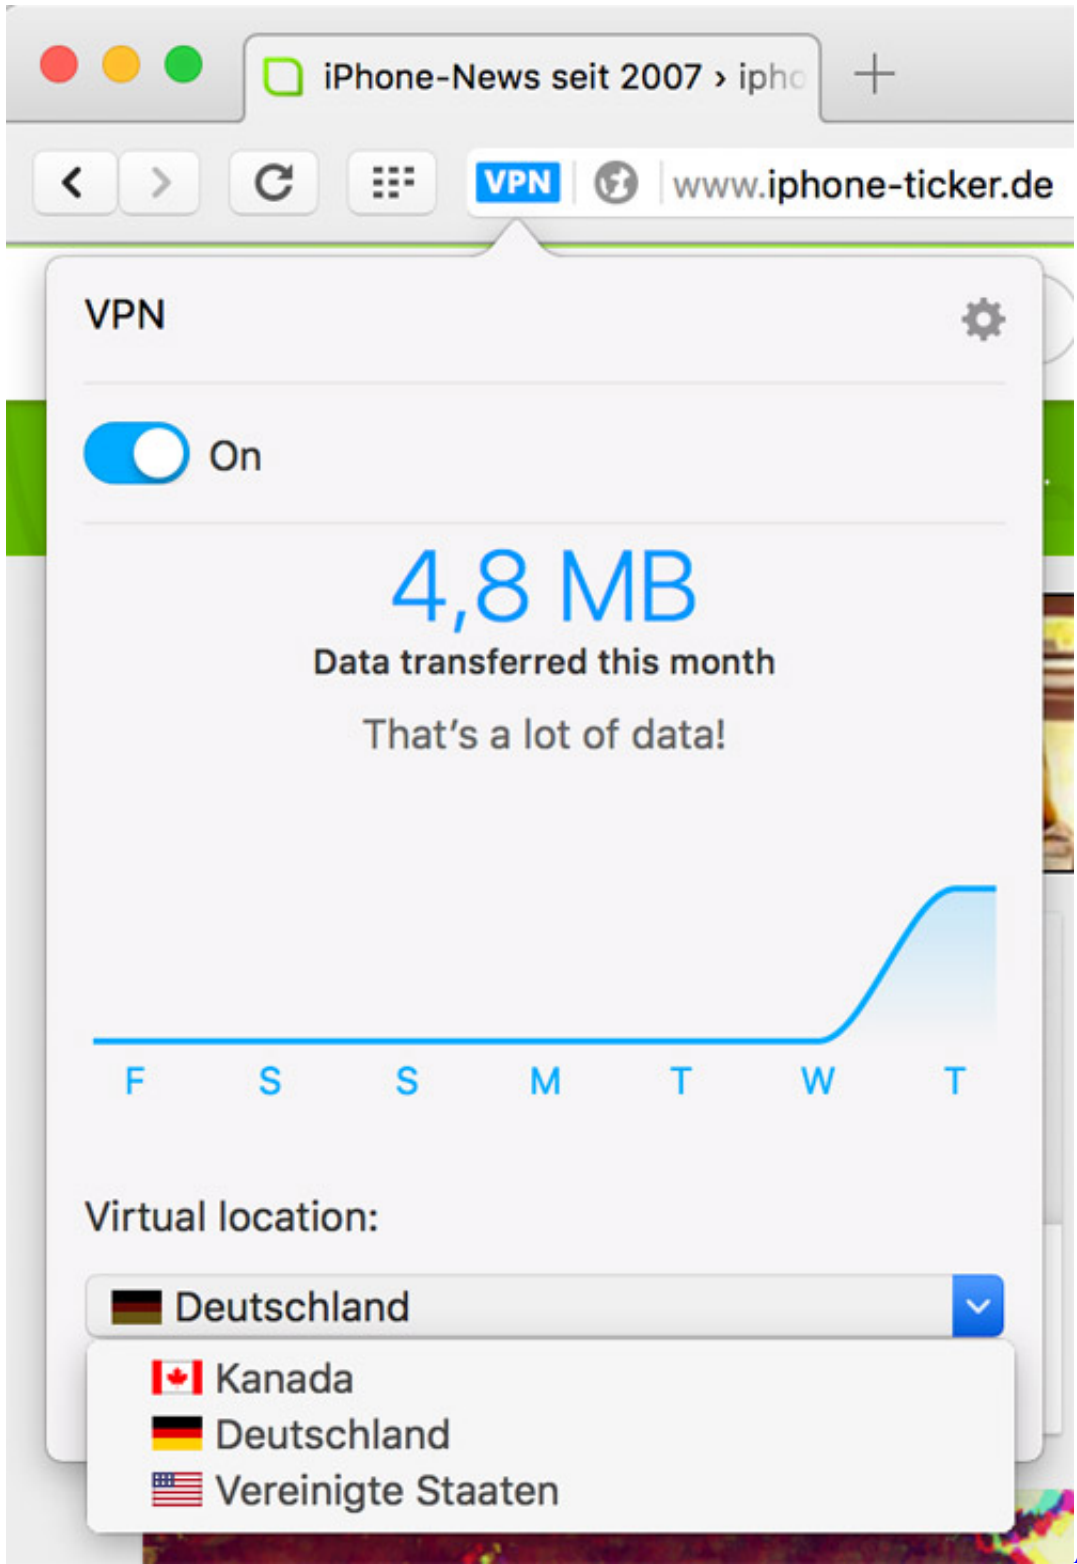 iPhone-News seit 2007 › ipho
VPN www.iphone-ticker.de
VPN
On
4,8 MB
Data transferred this month
That's a lot of data!
F S S M T W T
Virtual location:
Deutschland
Kanada
Deutschland
Vereinigte Staaten